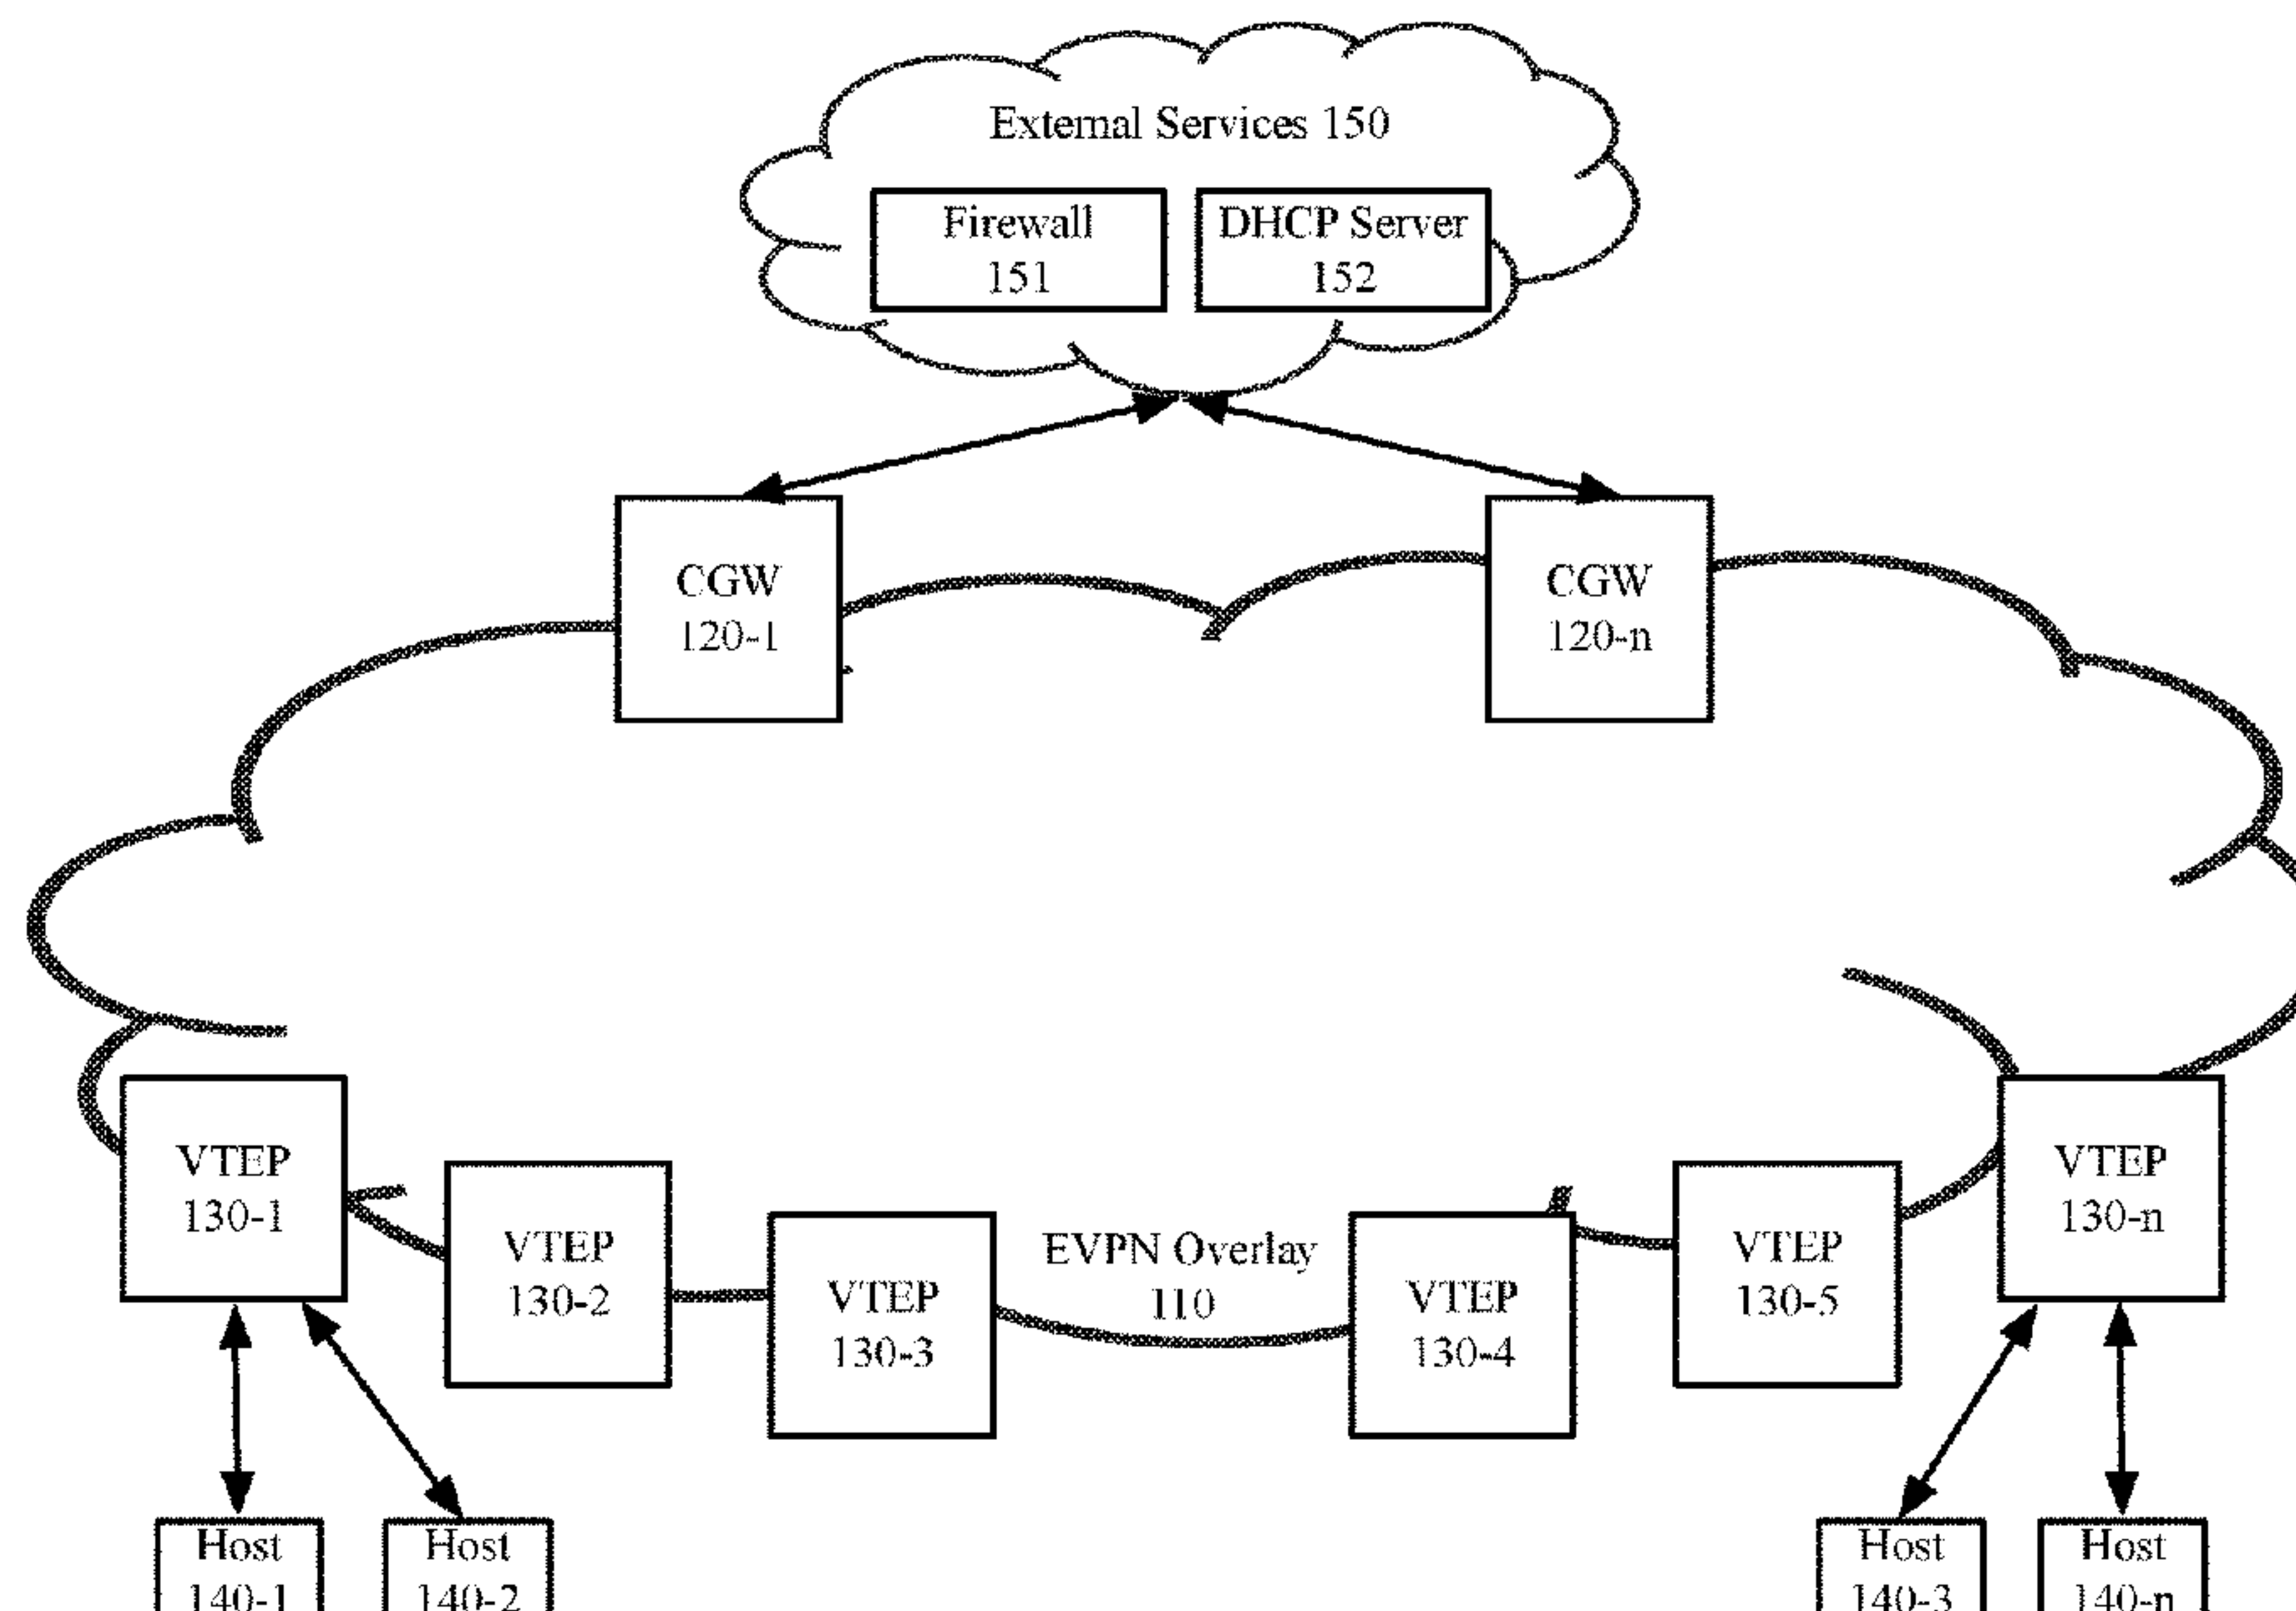 External Services 150
Firewall
151
DHCP Server
152
CGW
120-1
CGW
120-n
VTEP
130-1
VTEP
130-2
VTEP
130-3
EVPN Overlay
110
VTEP
130-4
VTEP
130-5
VTEP
130-n
Host
140-1
Host
140-2
Host
140-3
Host
140-n